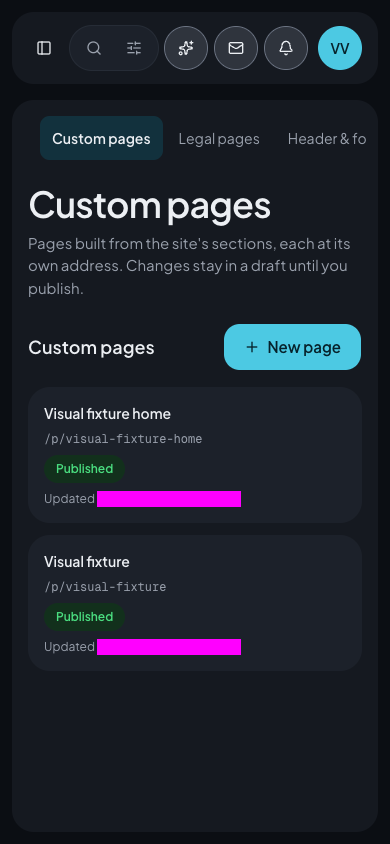 VV
Custom pages
Legal pages
Header & fo
Custom pages
Pages built from the site's sections, each at its
own address. Changes stay in a draft until you
publish.
Custom pages
New page
Visual fixture home
/p/visual-fixture-home
Published
Updated
Visual fixture
/p/visual-fixture
Published
Updated